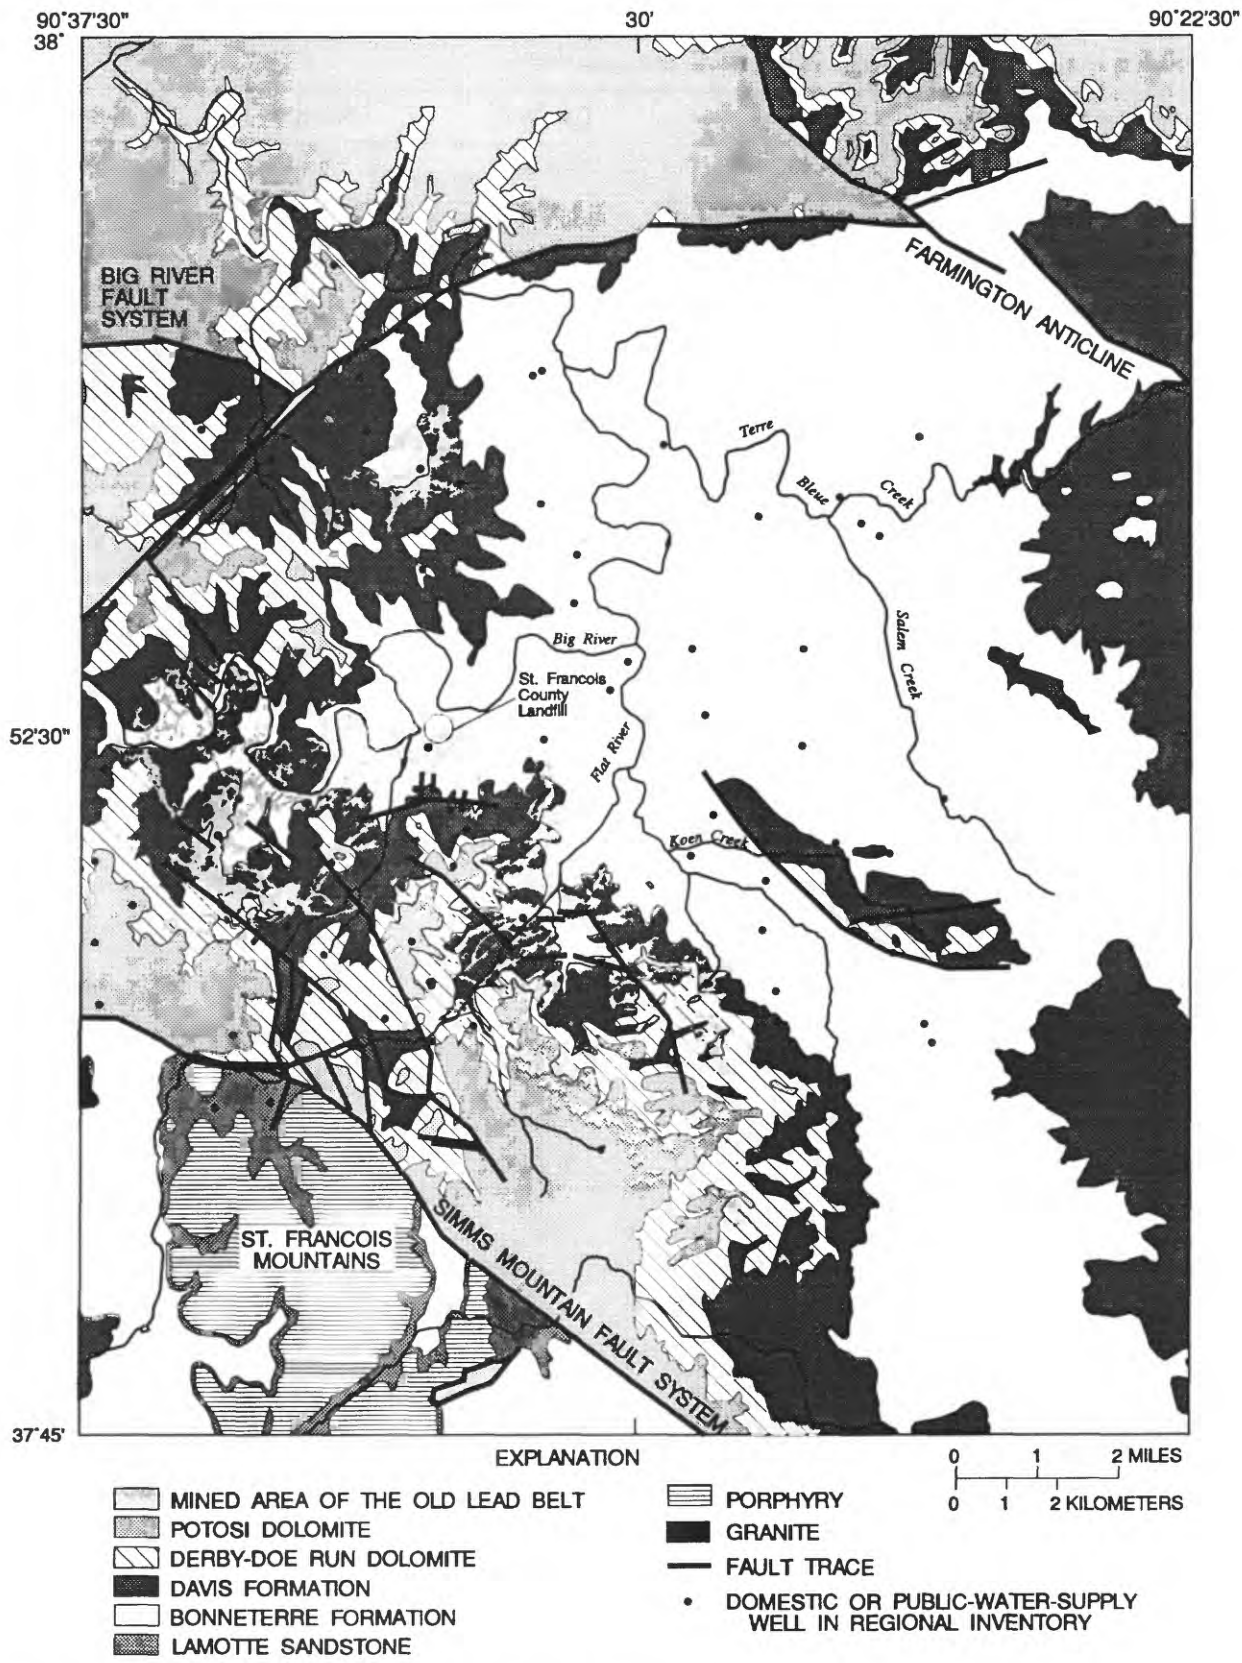 90°37'30"
30'
90°22'30"
38°
BIG RIVER
FAULT
SYSTEM
FARMINGTON ANTICLINE
Terre
Bleue
Creek
Salem Creek
Big River
St. Francois
County
Landfill
52'30"
Flat River
Koen Creek
ST. FRANCOIS
MOUNTAINS
SIMMS MOUNTAIN FAULT SYSTEM
37°45'
EXPLANATION
0 1 2 MILES
0 1 2 KILOMETERS
MINED AREA OF THE OLD LEAD BELT
POTOSI DOLOMITE
DERBY-DOE RUN DOLOMITE
DAVIS FORMATION
BONNETERRE FORMATION
LAMOTTE SANDSTONE
PORPHYRY
GRANITE
FAULT TRACE
DOMESTIC OR PUBLIC-WATER-SUPPLY
WELL IN REGIONAL INVENTORY